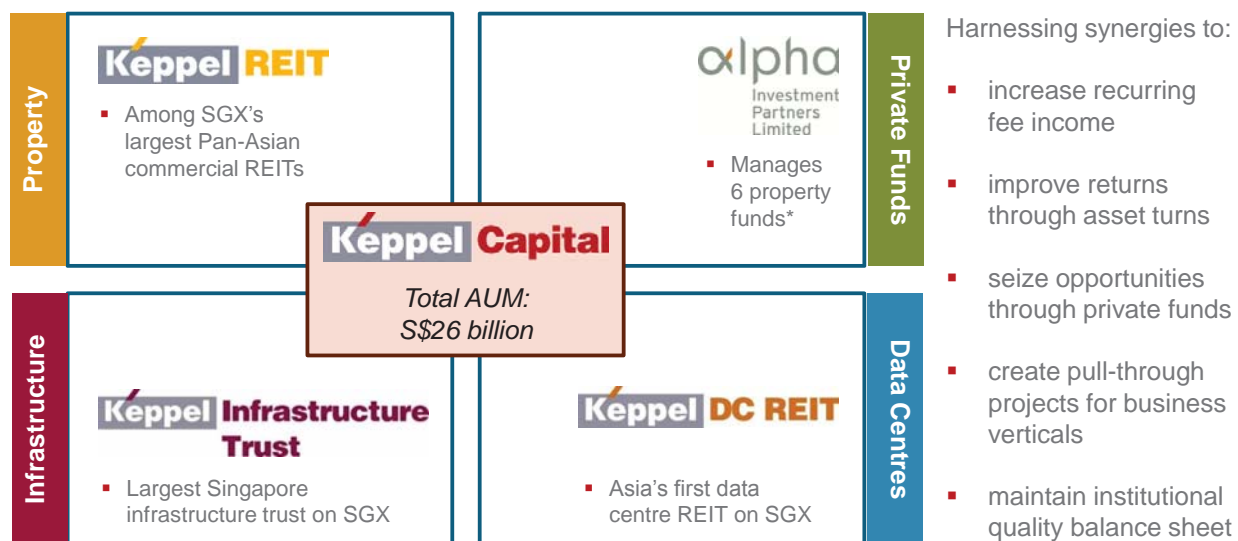 Property
Keppel REIT
▪ Among SGX's
largest Pan-Asian
commercial REITs
alpha
Investment
Partners
Limited
▪ Manages
6 property
funds*
Private Funds
Keppel Capital
Total AUM:
S$26 billion
Infrastructure
Keppel Infrastructure
Trust
▪ Largest Singapore
infrastructure trust on SGX
Keppel DC REIT
▪ Asia's first data
centre REIT on SGX
Data Centres
Harnessing synergies to:
▪ increase recurring
fee income
▪ improve returns
through asset turns
▪ seize opportunities
through private funds
▪ create pull-through
projects for business
verticals
▪ maintain institutional
quality balance sheet